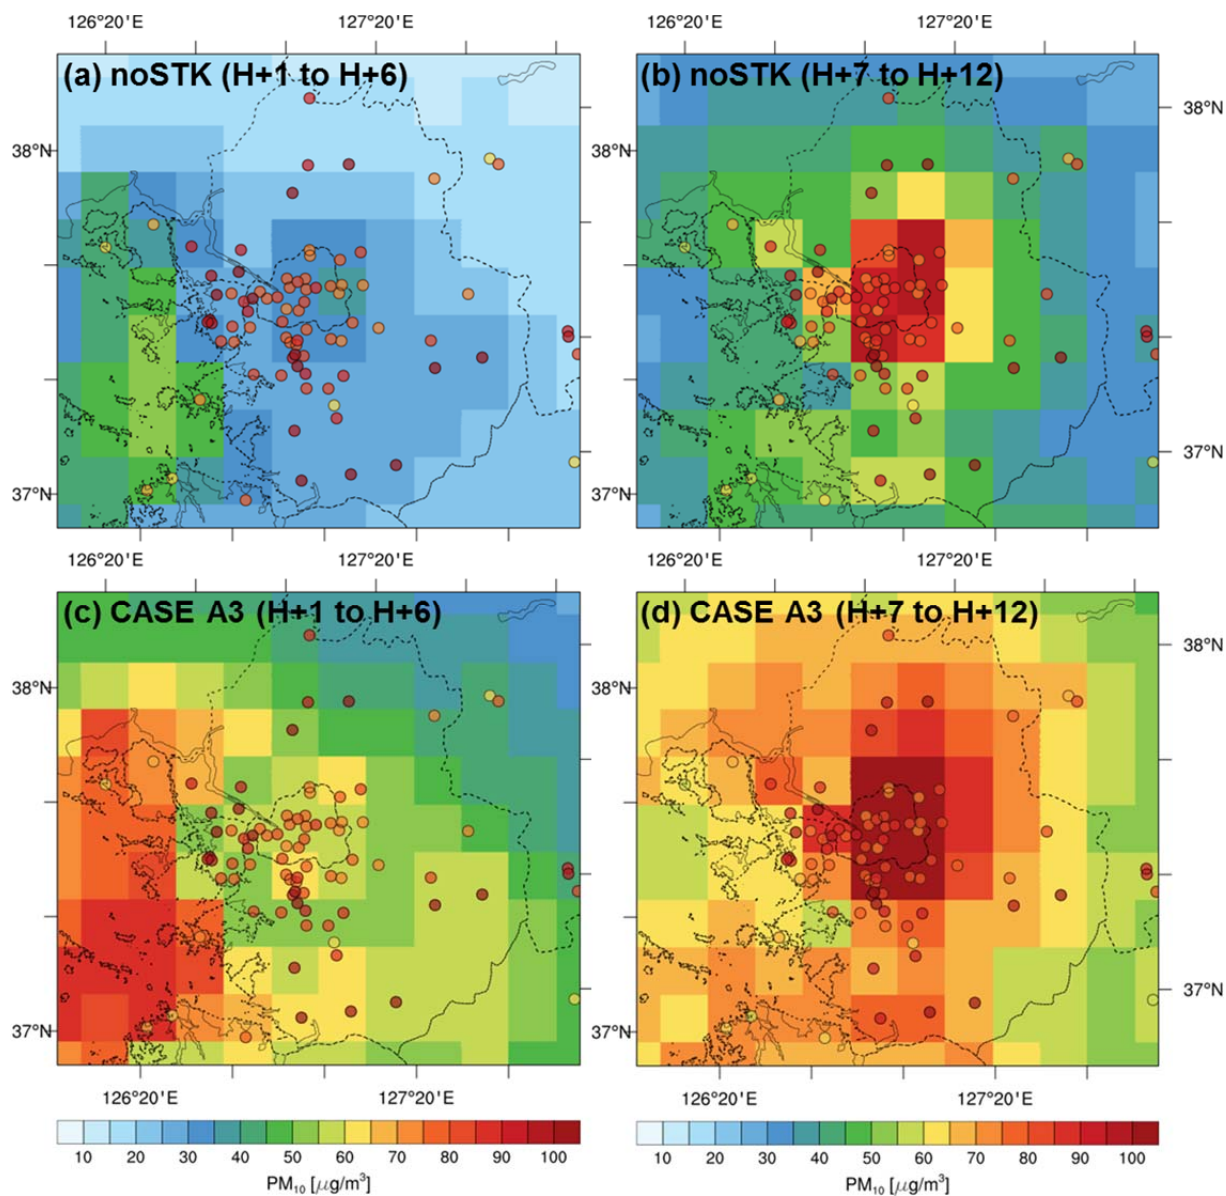 126°20'E 127°20'E 126°20'E 127°20'E
(a) noSTK (H+1 to H+6) (b) noSTK (H+7 to H+12)
38°N 38°N
37°N 37°N
126°20'E 127°20'E 126°20'E 127°20'E
(c) CASE A3 (H+1 to H+6) (d) CASE A3 (H+7 to H+12)
38°N 38°N
37°N 37°N
126°20'E 127°20'E 126°20'E 127°20'E
10 20 30 40 50 60 70 80 90 100 10 20 30 40 50 60 70 80 90 100
PM₁₀ [μg/m³] PM₁₀ [μg/m³]